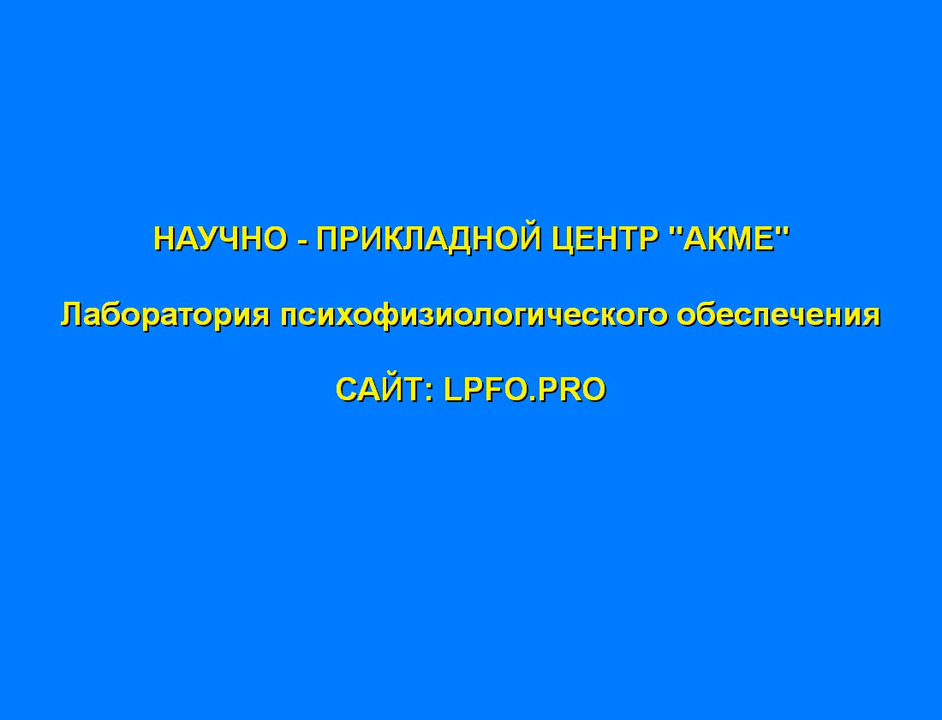 НАУЧНО - ПРИКЛАДНОЙ ЦЕНТР "АКМЕ"
Лаборатория психофизиологического обеспечения
САЙТ: LPFO.PRO